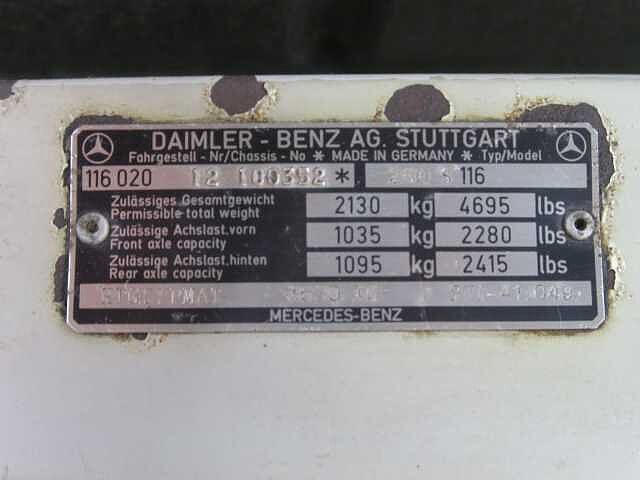 DAIMLER - BENZ AG. STUTTGART
Fahrgestell - Nr/Chassis - No * MADE IN GERMANY * Typ/Model
116 020 12 100352 * 116
Zulässiges Gesamtgewicht 2130 kg 4695 lbs
Permissible total weight
Zulässige Achslast,vorn 1035 kg 2280 lbs
Front axle capacity
Zulässige Achslast,hinten 1095 kg 2415 lbs
Rear axle capacity
MERCEDES-BENZ